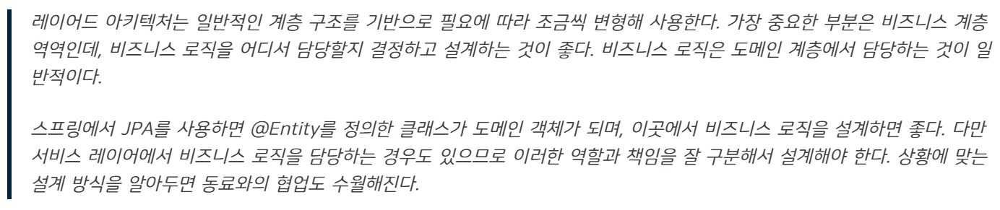 레이어드 아키텍처는 일반적인 계층 구조를 기반으로 필요에 따라 조금씩 변형해 사용한다. 가장 중요한 부분은 비즈니스 계층
역역인데, 비즈니스 로직을 어디서 담당할지 결정하고 설계하는 것이 좋다. 비즈니스 로직은 도메인 계층에서 담당하는 것이 일
반적이다.
스프링에서 JPA를 사용하면 @Entity를 정의한 클래스가 도메인 객체가 되며, 이곳에서 비즈니스 로직을 설계하면 좋다. 다만
서비스 레이어에서 비즈니스 로직을 담당하는 경우도 있으므로 이러한 역할과 책임을 잘 구분해서 설계해야 한다. 상황에 맞는
설계 방식을 알아두면 동료와의 협업도 수월해진다.